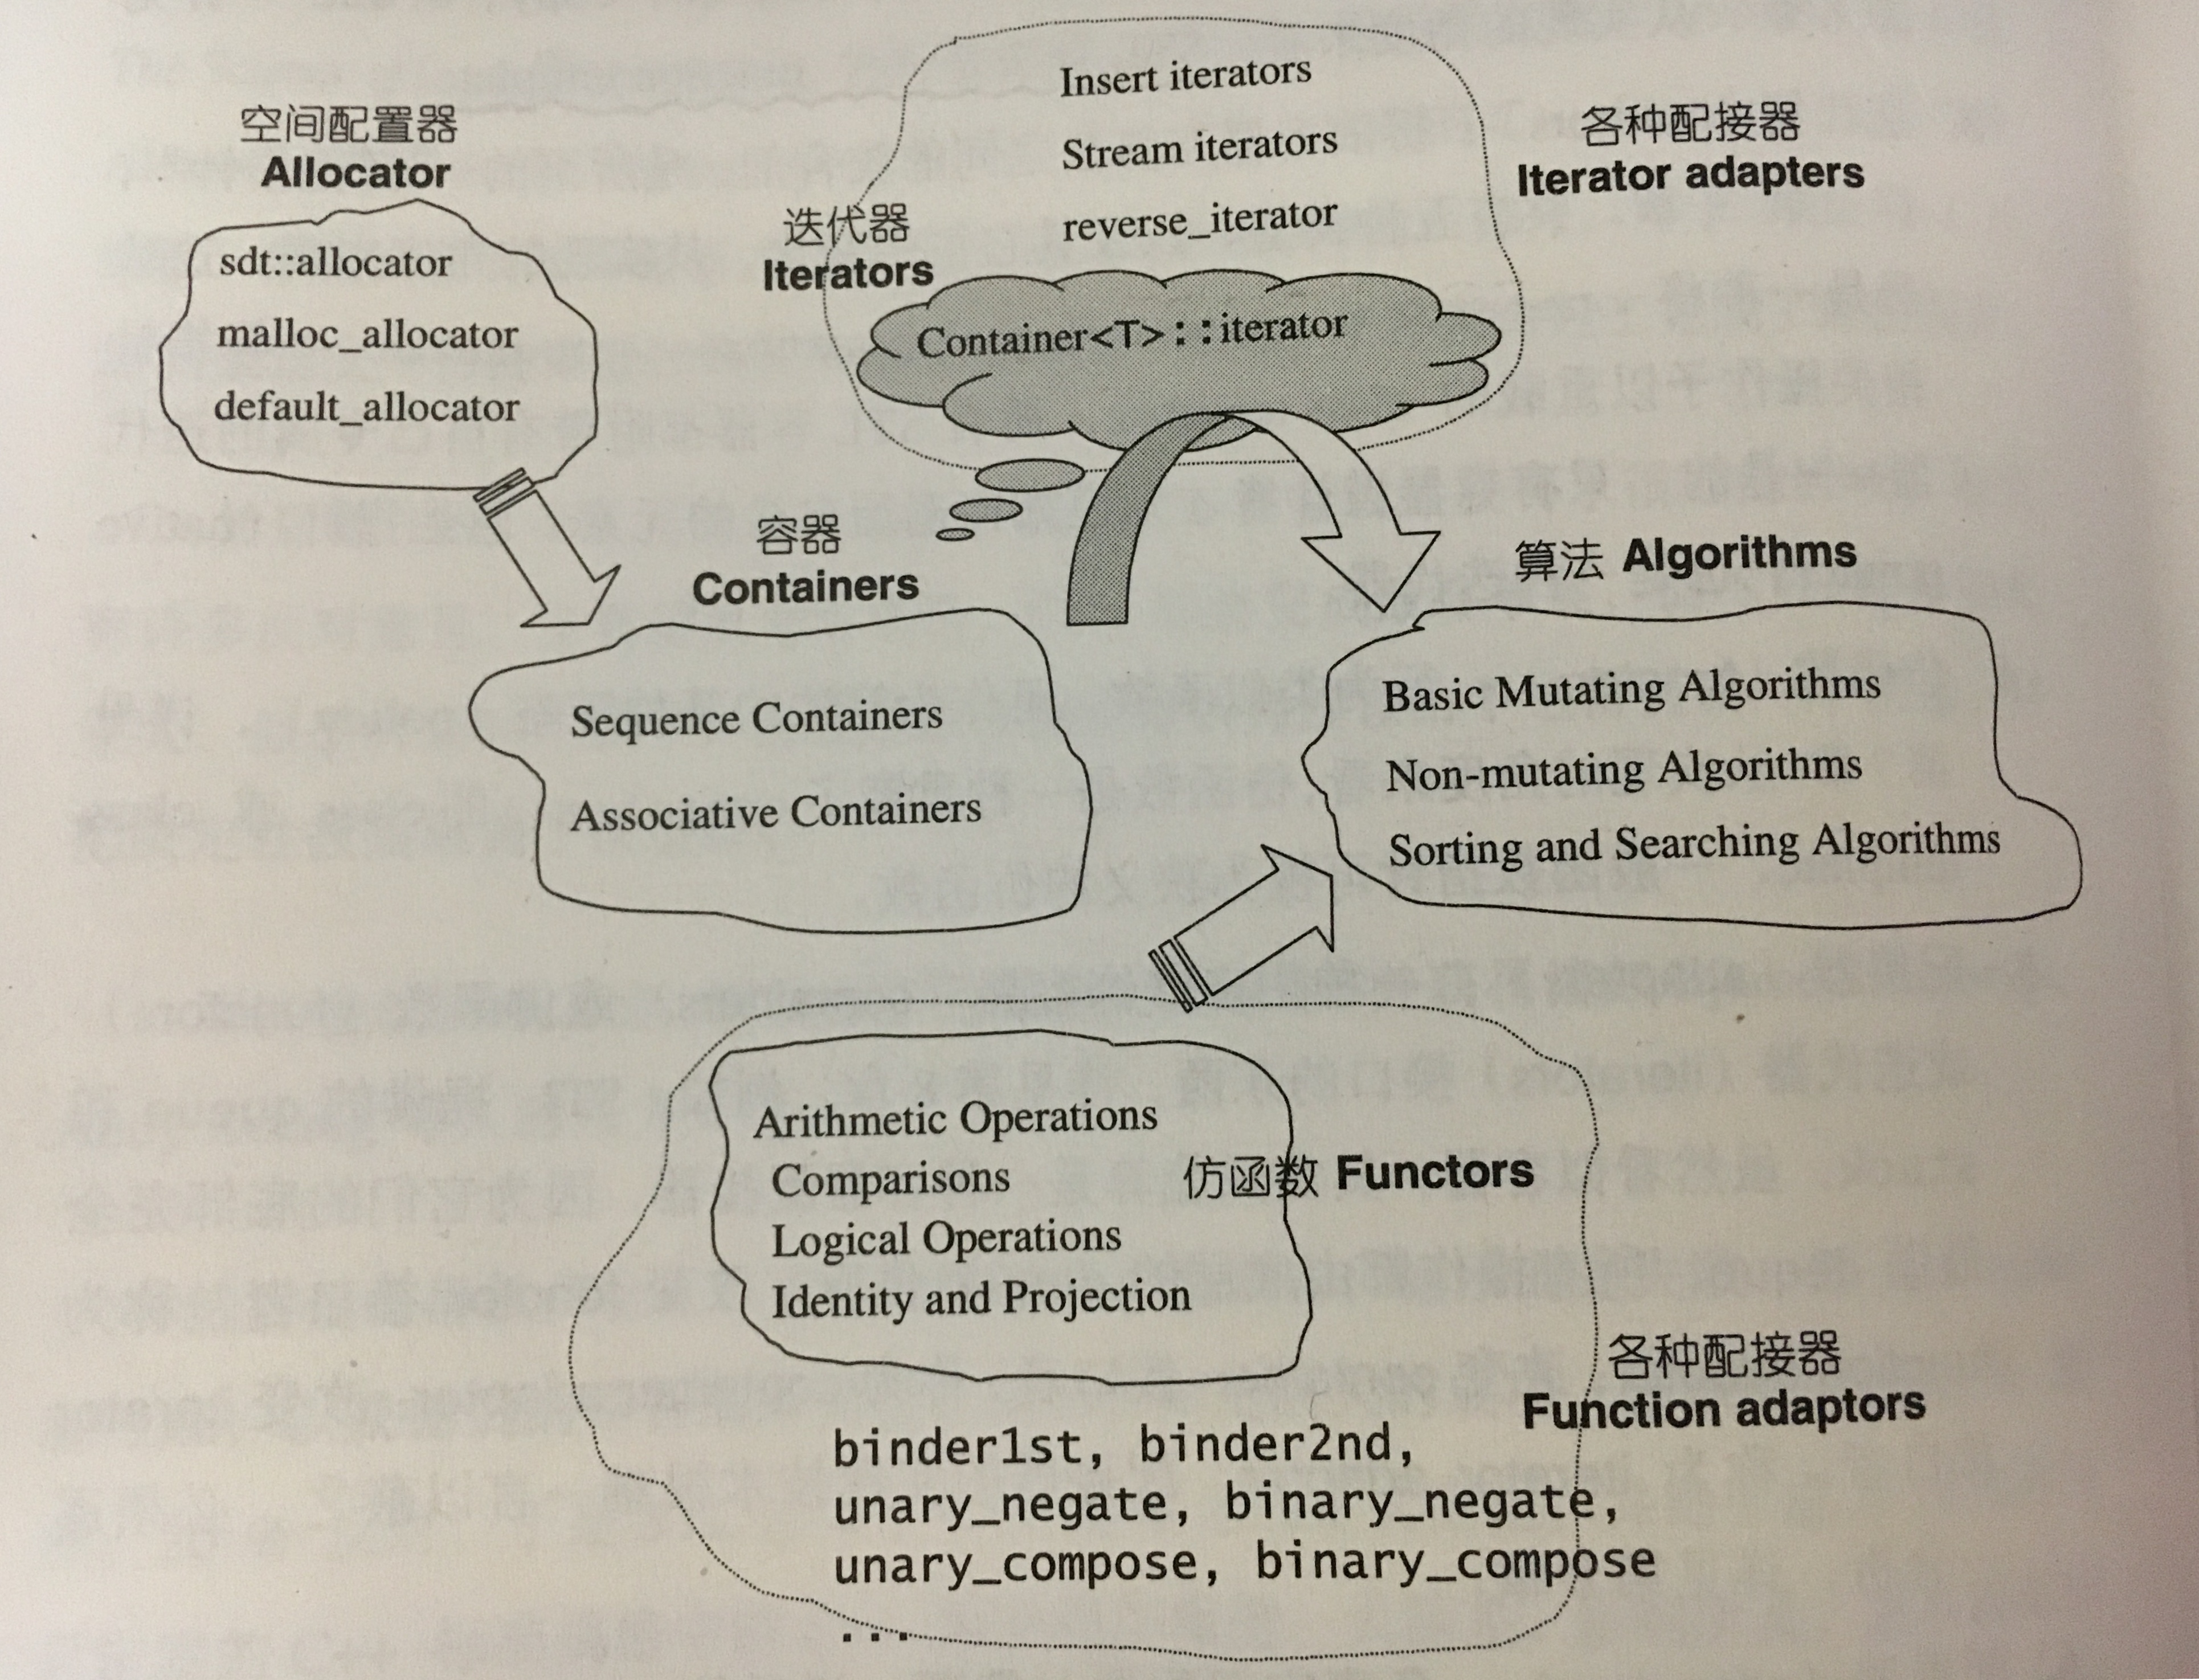 空间配置器
Allocator
sdt::allocator
malloc_allocator
default_allocator
Insert iterators
Stream iterators
reverse_iterator
各种配接器
Iterator adapters
迭代器
Iterators
Container<T>::iterator
容器
Containers
Sequence Containers
Associative Containers
算法 Algorithms
Basic Mutating Algorithms
Non-mutating Algorithms
Sorting and Searching Algorithms
Arithmetic Operations
Comparisons
Logical Operations
Identity and Projection
仿函数 Functors
各种配接器
Function adaptors
binder1st, binder2nd,
unary_negate, binary_negate,
unary_compose, binary_compose
...